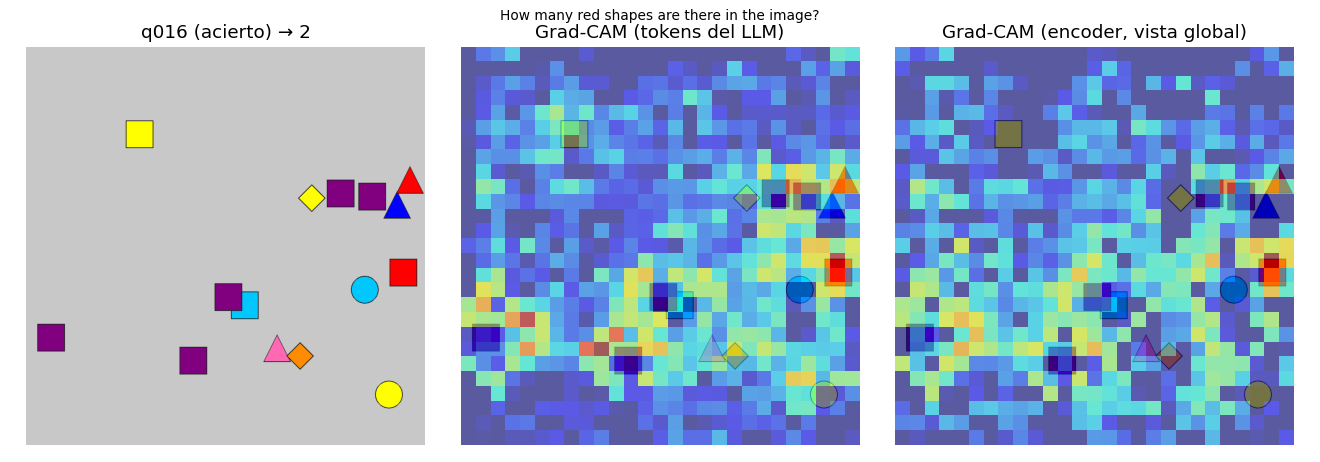 How many red shapes are there in the image?
q016 (acierto) → 2
Grad-CAM (tokens del LLM)
Grad-CAM (encoder, vista global)